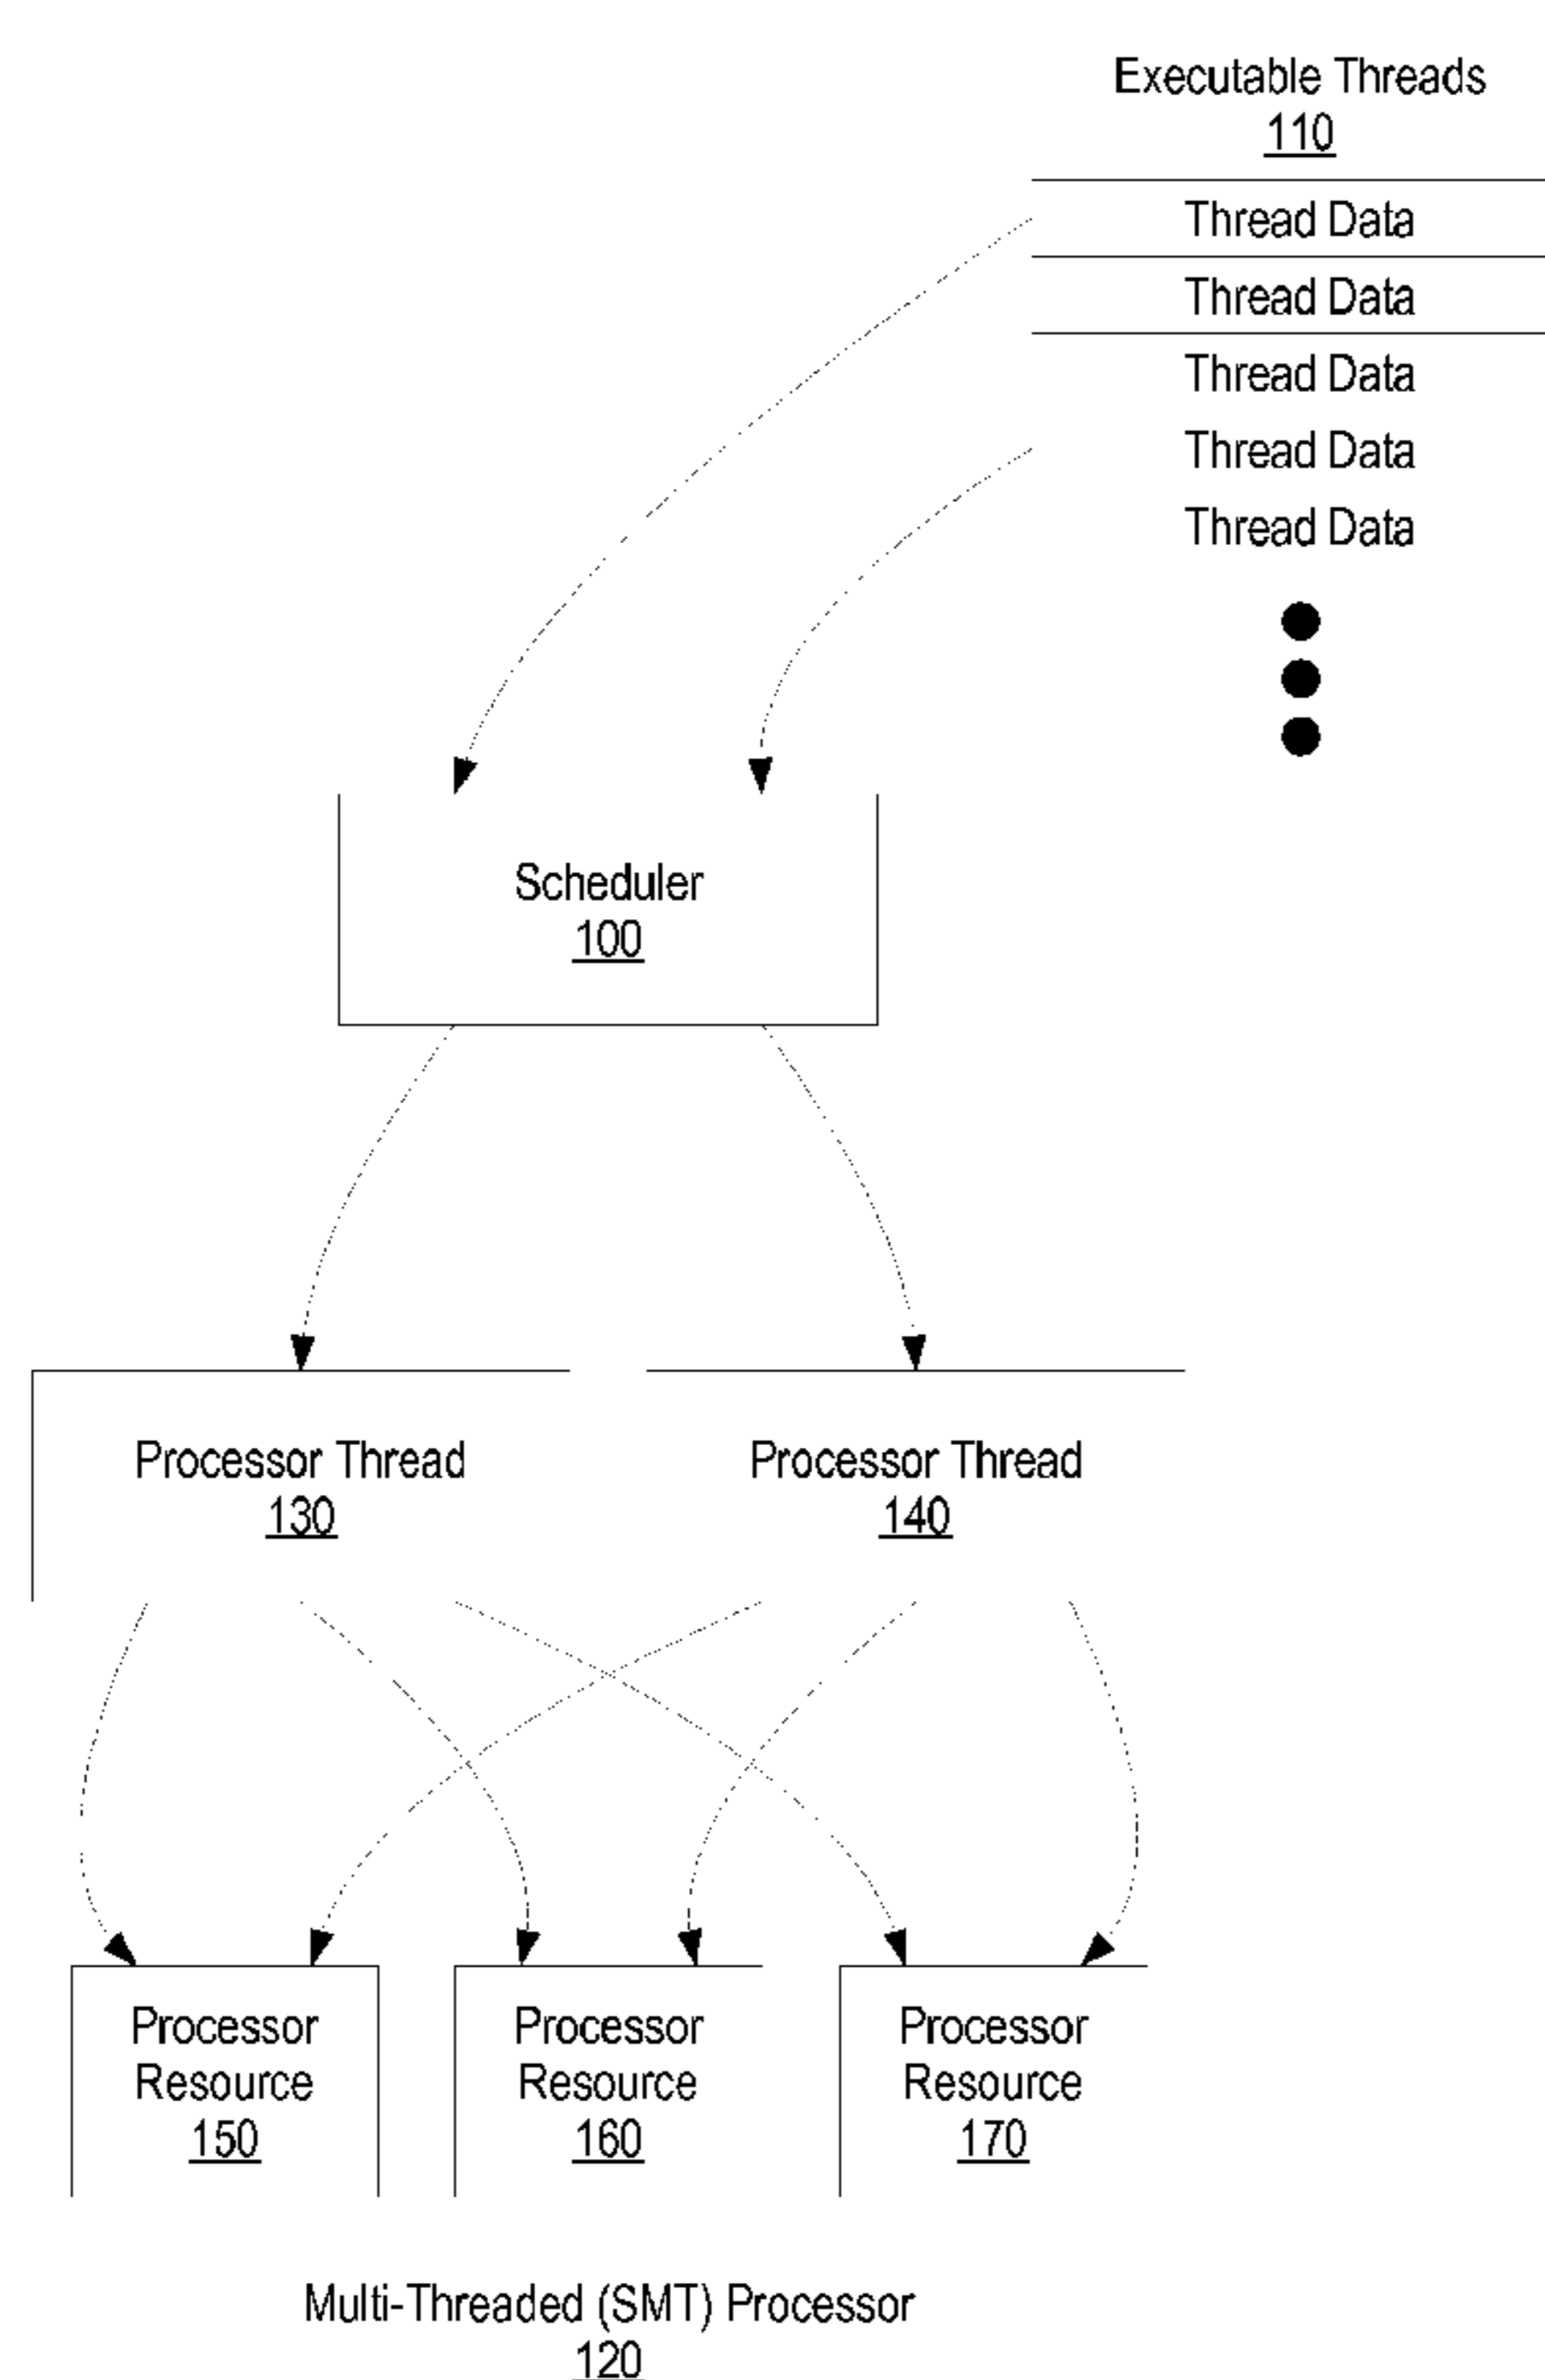 Executable Threads
110
Thread Data
Thread Data
Thread Data
Thread Data
Thread Data
Scheduler
100
Processor Thread
130
Processor Thread
140
Processor
Resource
150
Processor
Resource
160
Processor
Resource
170
Multi-Threaded (SMT) Processor
120